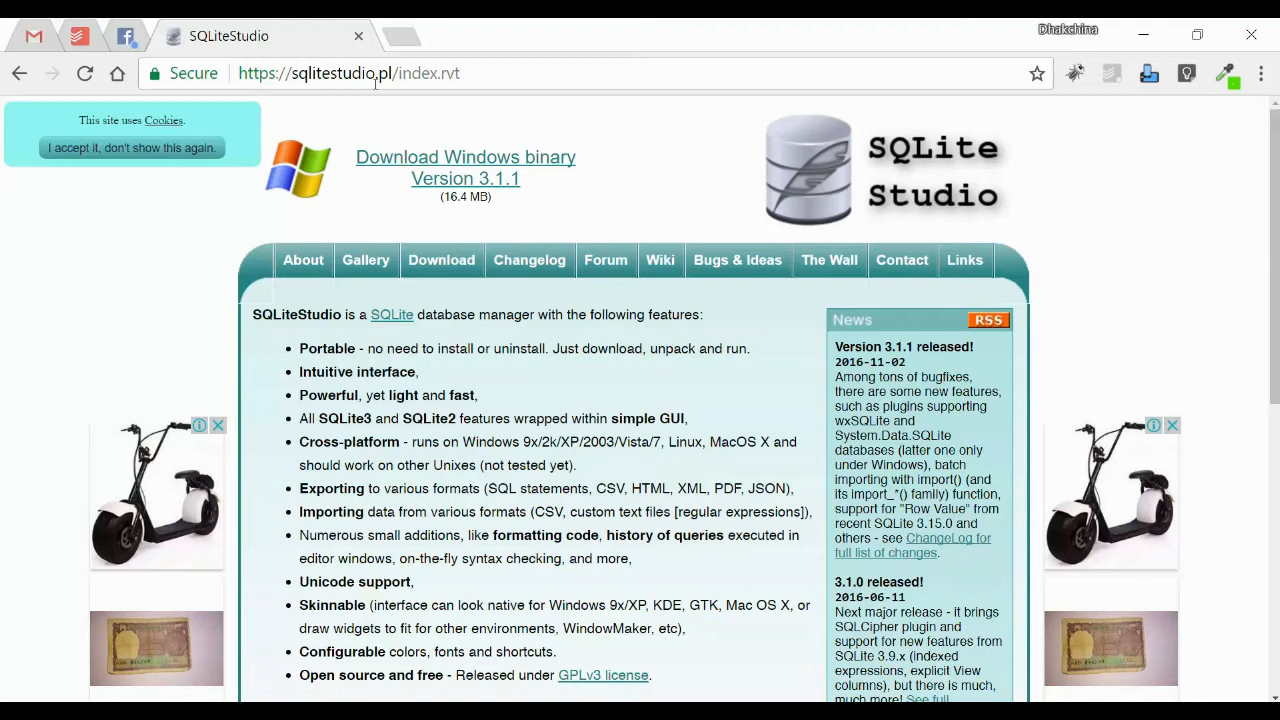 SQLiteStudio
Dhakchina
Secure
https://sqlitestudio.pl/index.rvt
This site uses Cookies.
I accept it, don't show this again.
Download Windows binary
Version 3.1.1
(16.4 MB)
SQLite
Studio
About
Gallery
Download
Changelog
Forum
Wiki
Bugs & Ideas
The Wall
Contact
Links
SQLiteStudio is a SQLite database manager with the following features:
Portable - no need to install or uninstall. Just download, unpack and run.
Intuitive interface,
Powerful, yet light and fast,
All SQLite3 and SQLite2 features wrapped within simple GUI,
Cross-platform - runs on Windows 9x/2k/XP/2003/Vista/7, Linux, MacOS X and
should work on other Unixes (not tested yet).
Exporting to various formats (SQL statements, CSV, HTML, XML, PDF, JSON),
Importing data from various formats (CSV, custom text files [regular expressions]),
Numerous small additions, like formatting code, history of queries executed in
editor windows, on-the-fly syntax checking, and more,
Unicode support,
Skinnable (interface can look native for Windows 9x/XP, KDE, GTK, Mac OS X, or
draw widgets to fit for other environments, WindowMaker, etc),
Configurable colors, fonts and shortcuts.
Open source and free - Released under GPLv3 license.
News
RSS
Version 3.1.1 released!
2016-11-02
Among tons of bugfixes,
there are some new features,
such as plugins supporting
wxSQLite and
System.Data.SQLite
databases (latter one only
under Windows), batch
importing with import() (and
its import_*() family) function,
support for "Row Value" from
recent SQLite 3.15.0 and
others - see ChangeLog for
full list of changes.
3.1.0 released!
2016-06-11
Next major release - it brings
SQLCipher plugin and
support for new features from
SQLite 3.9.x (indexed
expressions, explicit View
columns), but there is much,
much more! See full